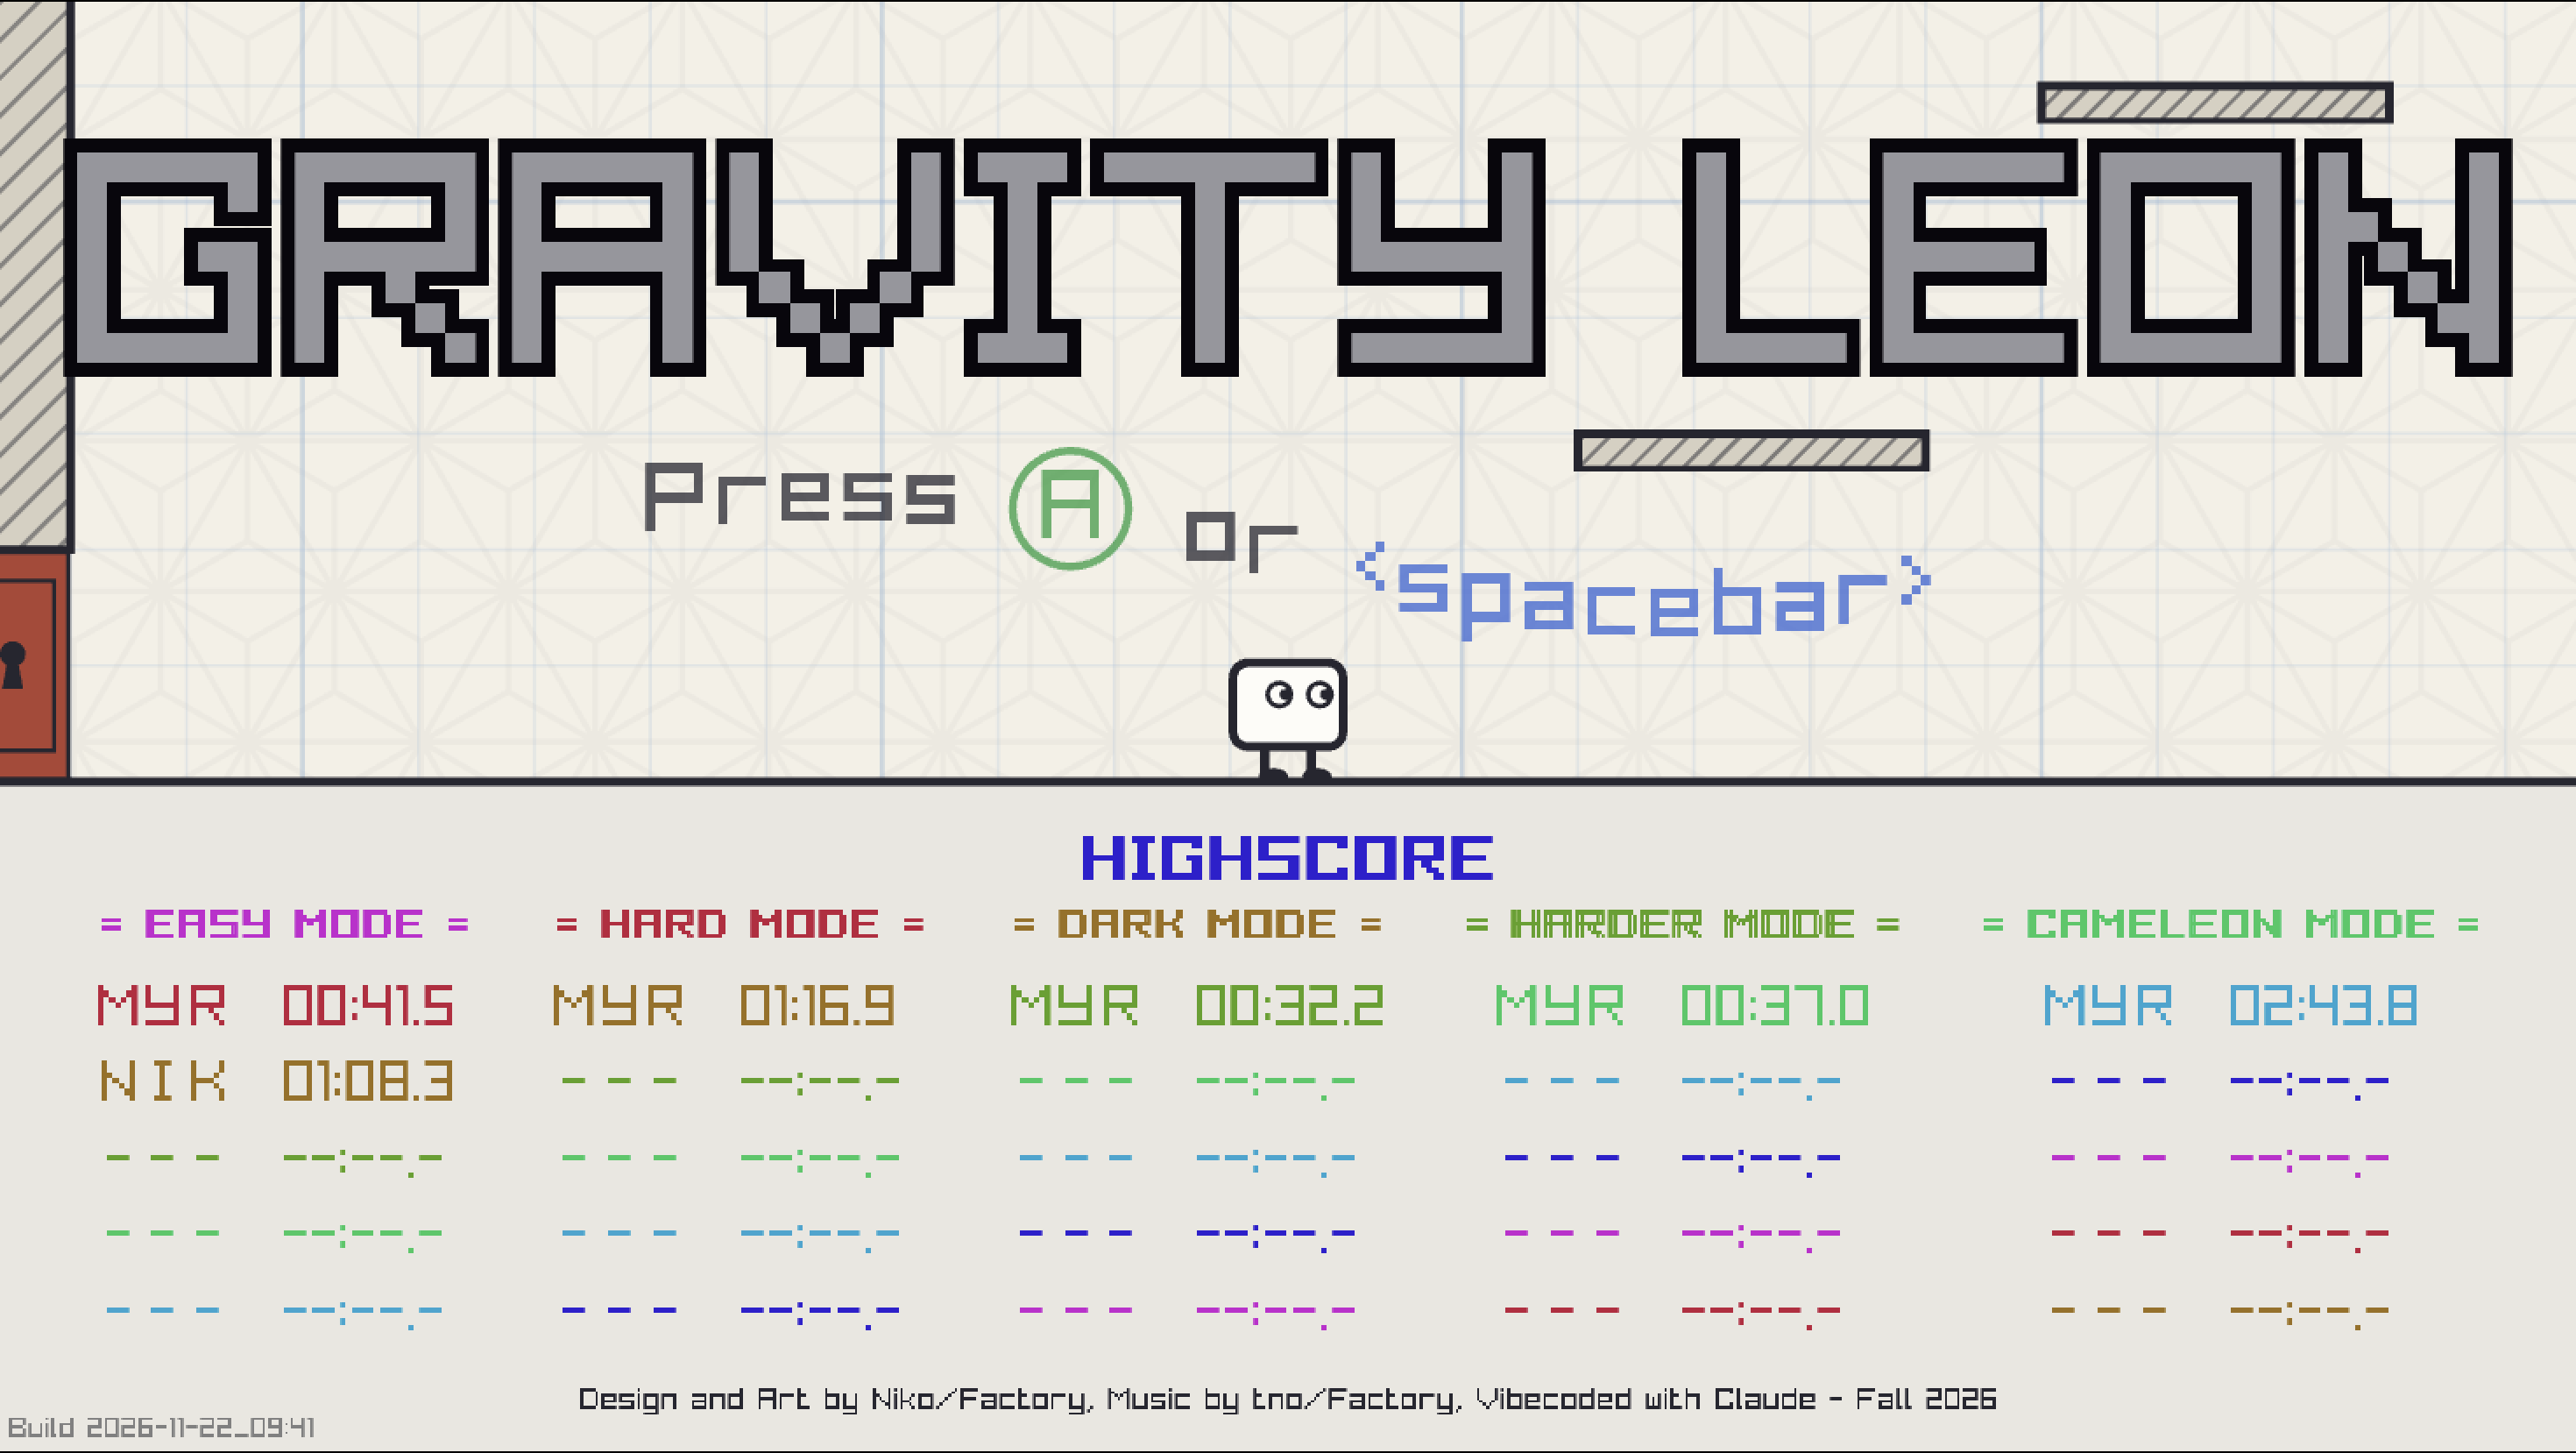 GRAVITY LEON
Press A or <spacebar>
HIGHSCORE
= EASY MODE = = HARD MODE = = DARK MODE = = HARDER MODE = = CAMELEON MODE =
MYR 00:41.5 MYR 01:16.9 MYR 00:32.2 MYR 00:37.0 MYR 02:43.8
NIK 01:08.3 --- --:--.- --- --:--.- --- --:--.- --- --:--.-
--- --:--.- --- --:--.- --- --:--.- --- --:--.- --- --:--.-
--- --:--.- --- --:--.- --- --:--.- --- --:--.- --- --:--.-
--- --:--.- --- --:--.- --- --:--.- --- --:--.- --- --:--.-
Design and Art by Niko/Factory, Music by tno/Factory, Vibecoded with Claude - Fall 2026
Build 2026-11-22_09:41